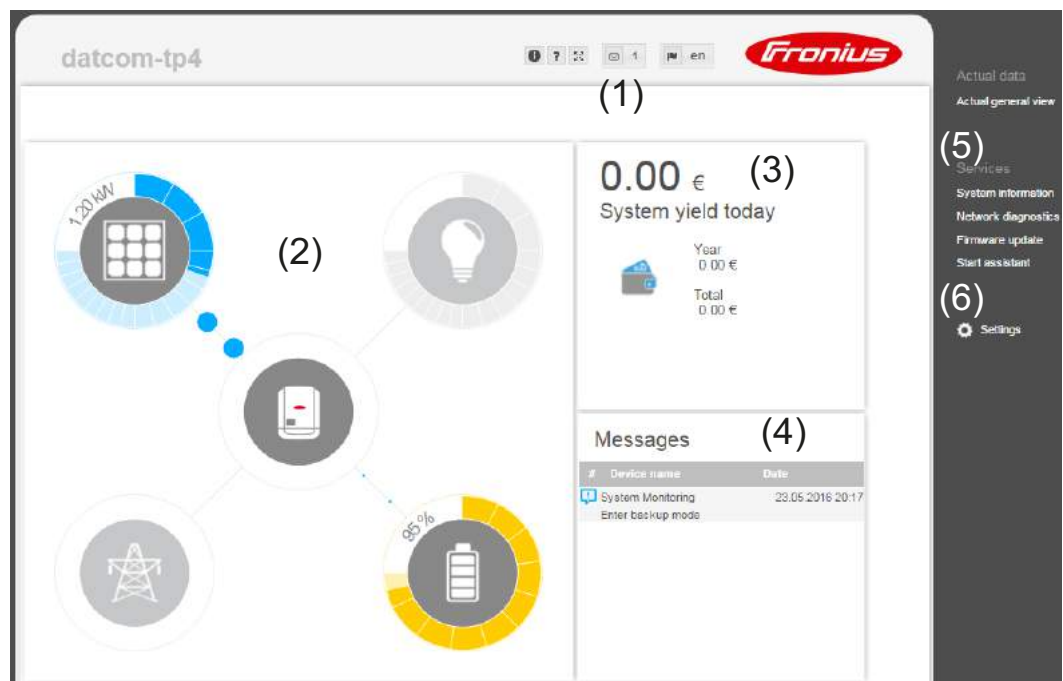 datcom-tp4
i ? 1 en
Fronius
(1)
Actual data
Actual general view
(5)
Services
System information
Network diagnostics
Firmware update
Start assistant
(6)
Settings
1,20 kW
(2)
0.00 €
(3)
System yield today
Year
0.00 €
Total
0.00 €
Messages
(4)
# Device name Date
System Monitoring 23.05.2016 20:17
Enter backup mode
95 %